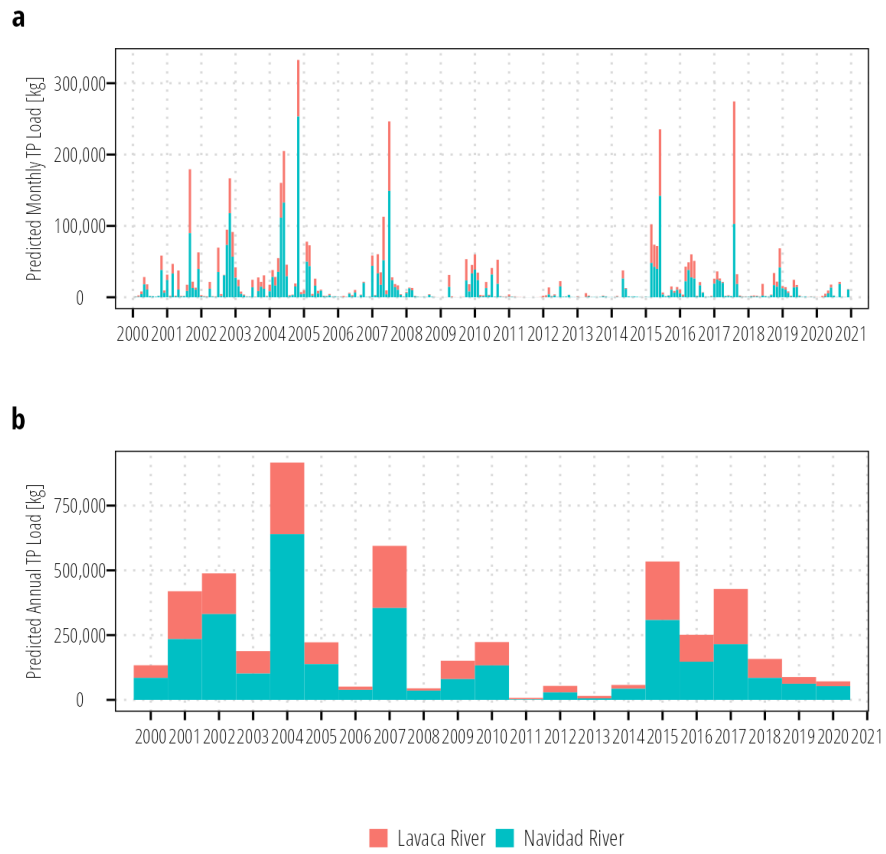 a
Predicted Monthly TP Load [kg]
300,000
200,000
100,000
0
2000 2001 2002 2003 2004 2005 2006 2007 2008 2009 2010 2011 2012 2013 2014 2015 2016 2017 2018 2019 2020 2021
b
Predicted Annual TP Load [kg]
750,000
500,000
250,000
0
2000 2001 2002 2003 2004 2005 2006 2007 2008 2009 2010 2011 2012 2013 2014 2015 2016 2017 2018 2019 2020 2021
Lavaca River Navidad River